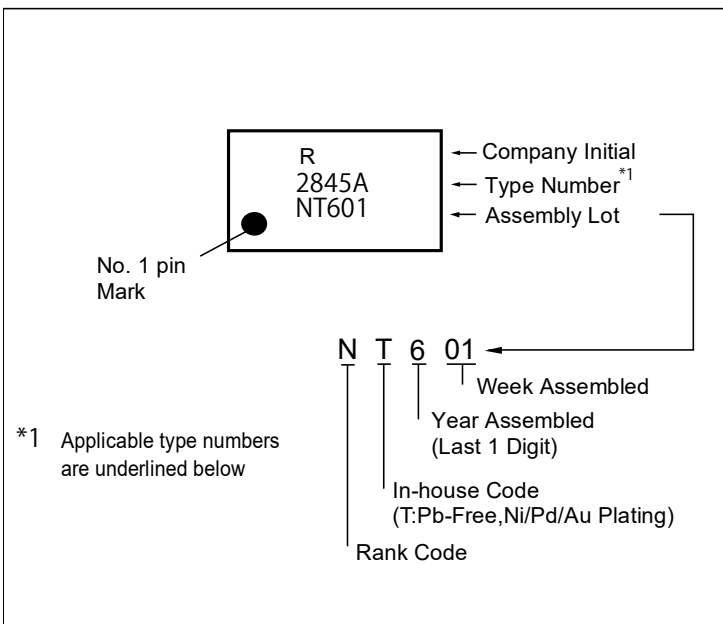 R
2845A
NT601
Company Initial
Type Number*1
Assembly Lot
No. 1 pin
Mark
N T 6 01
Week Assembled
Year Assembled
(Last 1 Digit)
*1 Applicable type numbers
are underlined below
In-house Code
(T:Pb-Free,Ni/Pd/Au Plating)
Rank Code